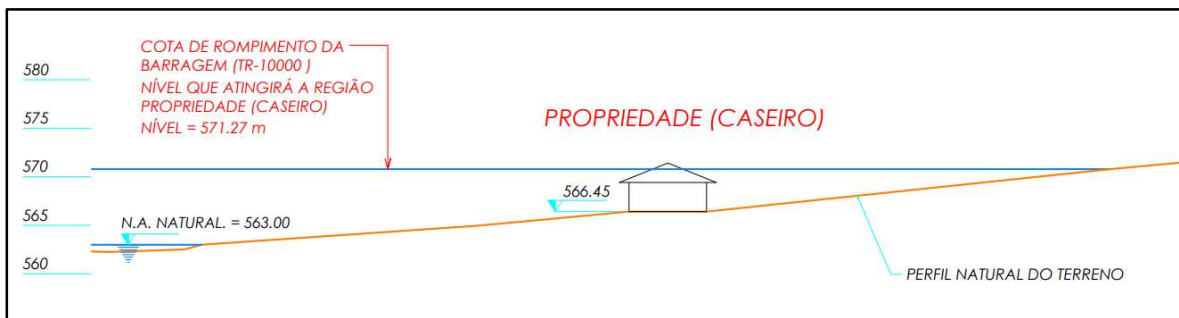 COTA DE ROMPIMENTO DA
BARRAGEM (TR-10000 )
NÍVEL QUE ATINGIRÁ A REGIÃO
PROPRIEDADE (CASEIRO)
NÍVEL = 571.27 m
PROPRIEDADE (CASEIRO)
580
575
570
565
560
566.45
N.A. NATURAL. = 563.00
PERFIL NATURAL DO TERRENO